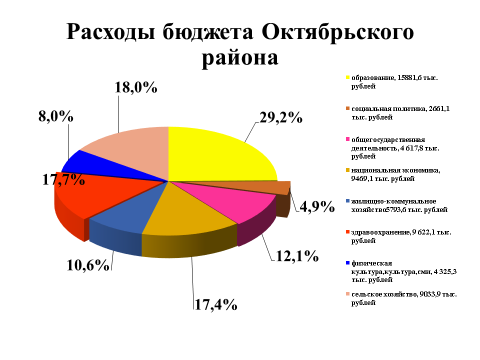 Расходы бюджета Октябрьского
района
18,0%
8,0%
29,2%
17,7%
4,9%
12,1%
10,6%
17,4%
образование, 15881,6 тыс.
рублей
социальная политика, 2661,1
тыс. рублей
общегосударственная
деятельность, 4 617,8 тыс.
рублей
национальная экономика,
9469,1 тыс. рублей
жилищно-коммунальное
хозяйство5793,6 тыс. рублей
здравоохранение, 9 622,1 тыс.
рублей
физическая
культура,культура,сми, 4 325,3
тыс. рублей
сельское хозяйство, 9033,9 тыс.
рублей